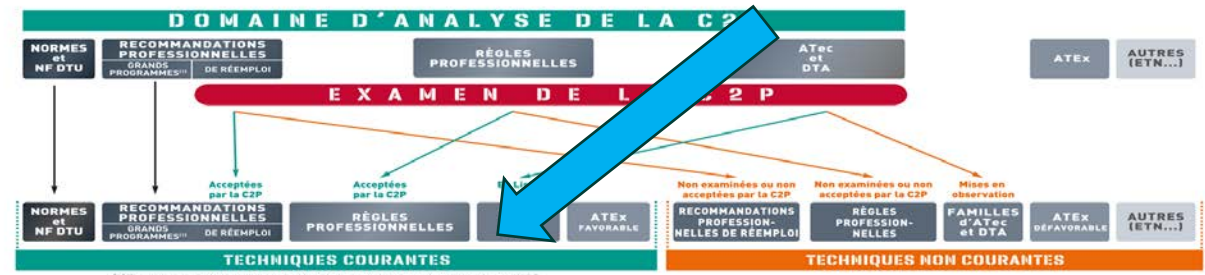 DOMAINE D'ANALYSE DE LA C2
NORMES
et
NF DTU
RECOMMANDATIONS
PROFESSIONNELLES
GRANDS
PROGRAMMES⁽¹⁾
DE RÉEMPLOI
RÈGLES
PROFESSIONNELLES
ATec
et
DTA
ATEx
AUTRES
(ETN...)
EXAMEN DE L C2P
Acceptées
par la C2P
Acceptées
par la C2P
Non examinées ou non
acceptées par la C2P
Non examinées ou non
acceptées par la C2P
Mises en
observation
NORMES
et
NF DTU
RECOMMANDATIONS
PROFESSIONNELLES
GRANDS
PROGRAMMES⁽¹⁾
DE RÉEMPLOI
RÈGLES
PROFESSIONNELLES
ATEx
FAVORABLE
RECOMMANDATIONS
PROFESSION-
NELLES DE RÉEMPLOI
RÈGLES
PROFESSION-
NELLES
FAMILLES
d'ATec
et DTA
ATEx
DÉFAVORABLE
AUTRES
(ETN...)
TECHNIQUES COURANTES
TECHNIQUES NON COURANTES